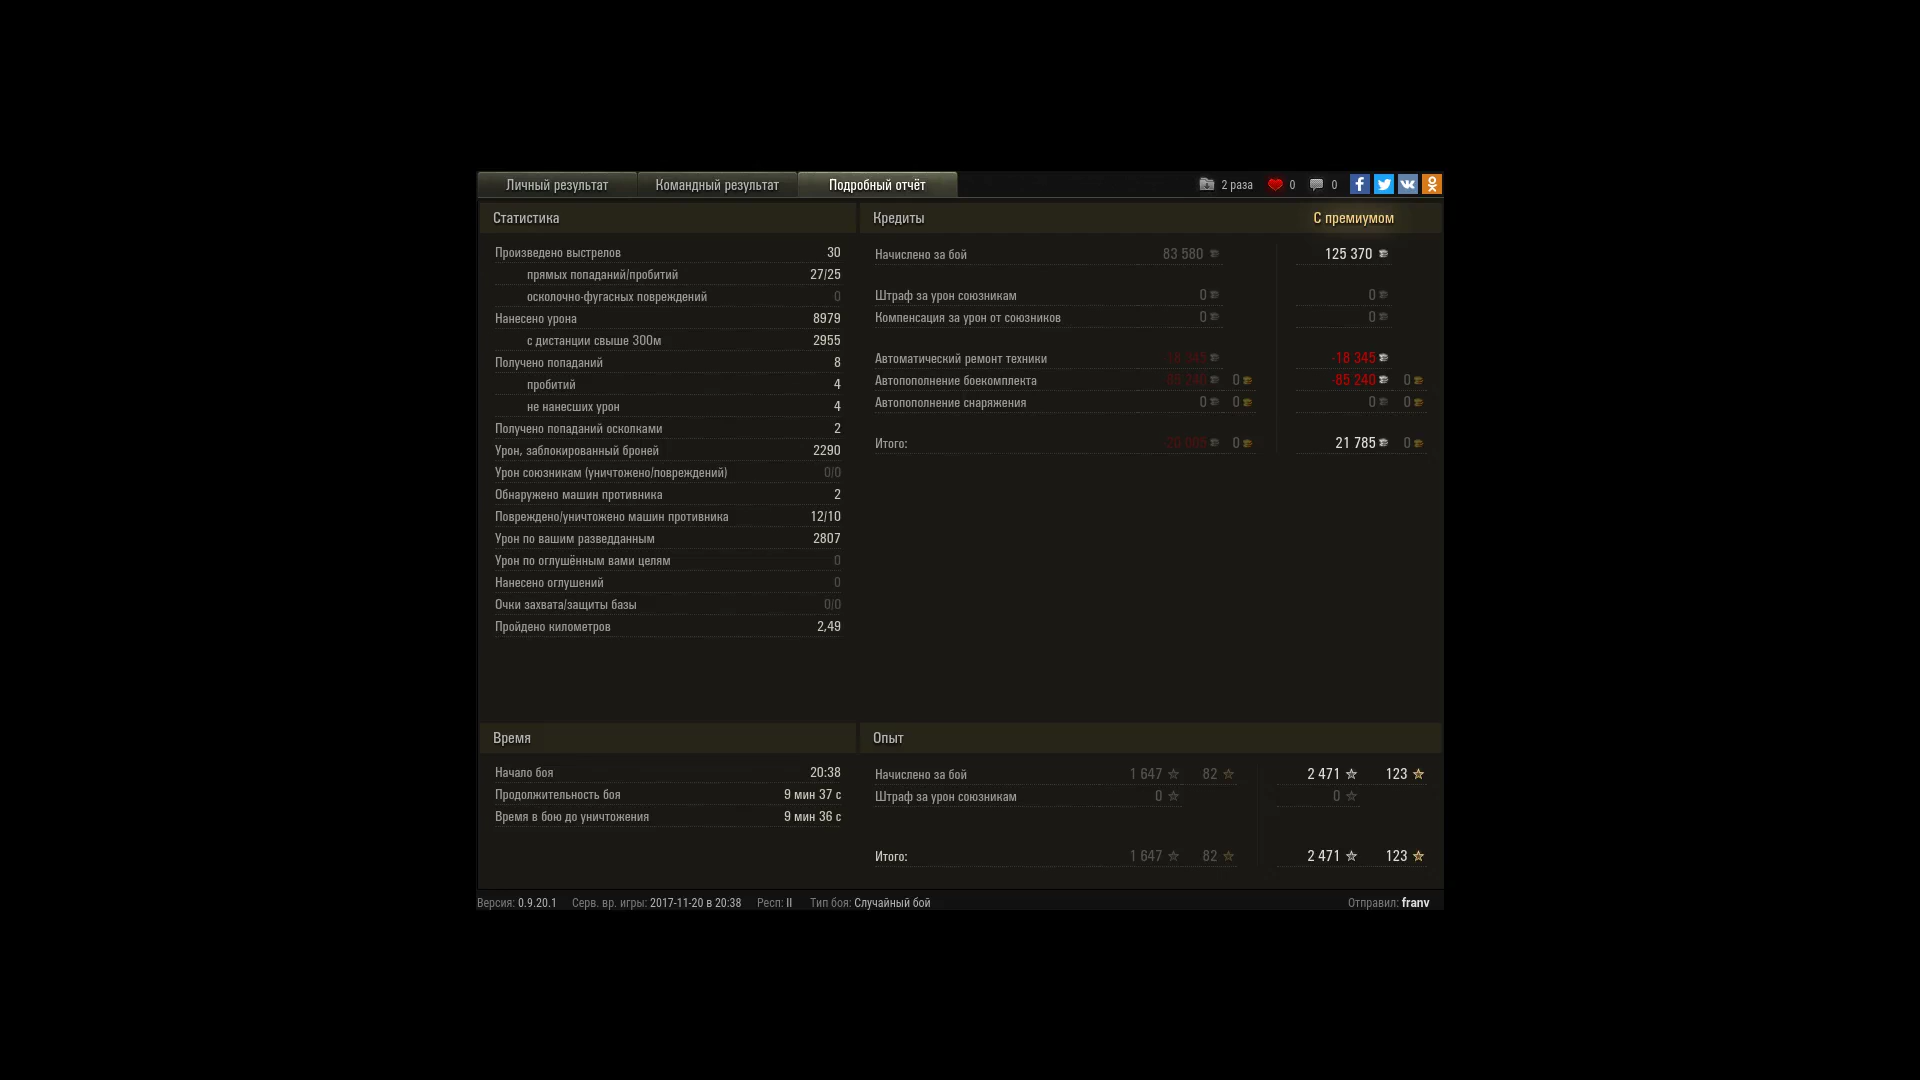 Личный результат Командный результат Подробный отчёт 2 раза 0 0
Статистика
Произведено выстрелов 30
прямых попаданий/пробитий 27/25
осколочно-фугасных повреждений 0
Нанесено урона 8979
с дистанции свыше 300м 2955
Получено попаданий 8
пробитий 4
не нанесших урон 4
Получено попаданий осколками 2
Урон, заблокированный броней 2290
Урон союзникам (уничтожено/повреждений) 0/0
Обнаружено машин противника 2
Повреждено/уничтожено машин противника 12/10
Урон по вашим разведданным 2807
Урон по оглушённым вами целям 0
Нанесено оглушений 0
Очки захвата/защиты базы 0/0
Пройдено километров 2,49
Кредиты С премиумом
Начислено за бой 83 580 125 370
Штраф за урон союзникам 0 0
Компенсация за урон от союзников 0 0
Автоматический ремонт техники -18 345 -18 345
Автопополнение боекомплекта -85 240 0 -85 240 0
Автопополнение снаряжения 0 0 0 0
Итого: -20 005 0 21 785 0
Время
Начало боя 20:38
Продолжительность боя 9 мин 37 с
Время в бою до уничтожения 9 мин 36 с
Опыт
Начислено за бой 1 647 82 2 471 123
Штраф за урон союзникам 0 0
Итого: 1 647 82 2 471 123
Версия: 0.9.20.1 Серв. вр. игры: 2017-11-20 в 20:38 Респ: II Тип боя: Случайный бой Отправил: franv